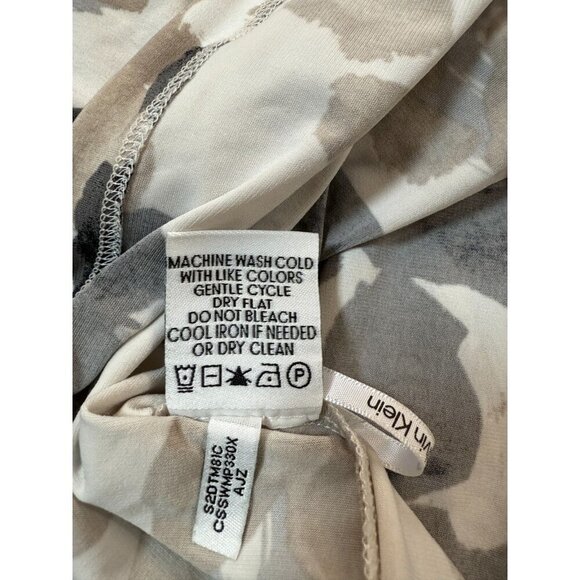 MACHINE WASH COLD
WITH LIKE COLORS
GENTLE CYCLE
DRY FLAT
DO NOT BLEACH
COOL IRON IF NEEDED
OR DRY CLEAN
P
vin Klein
S2DTM81C
CSSWMP330X
AJZ